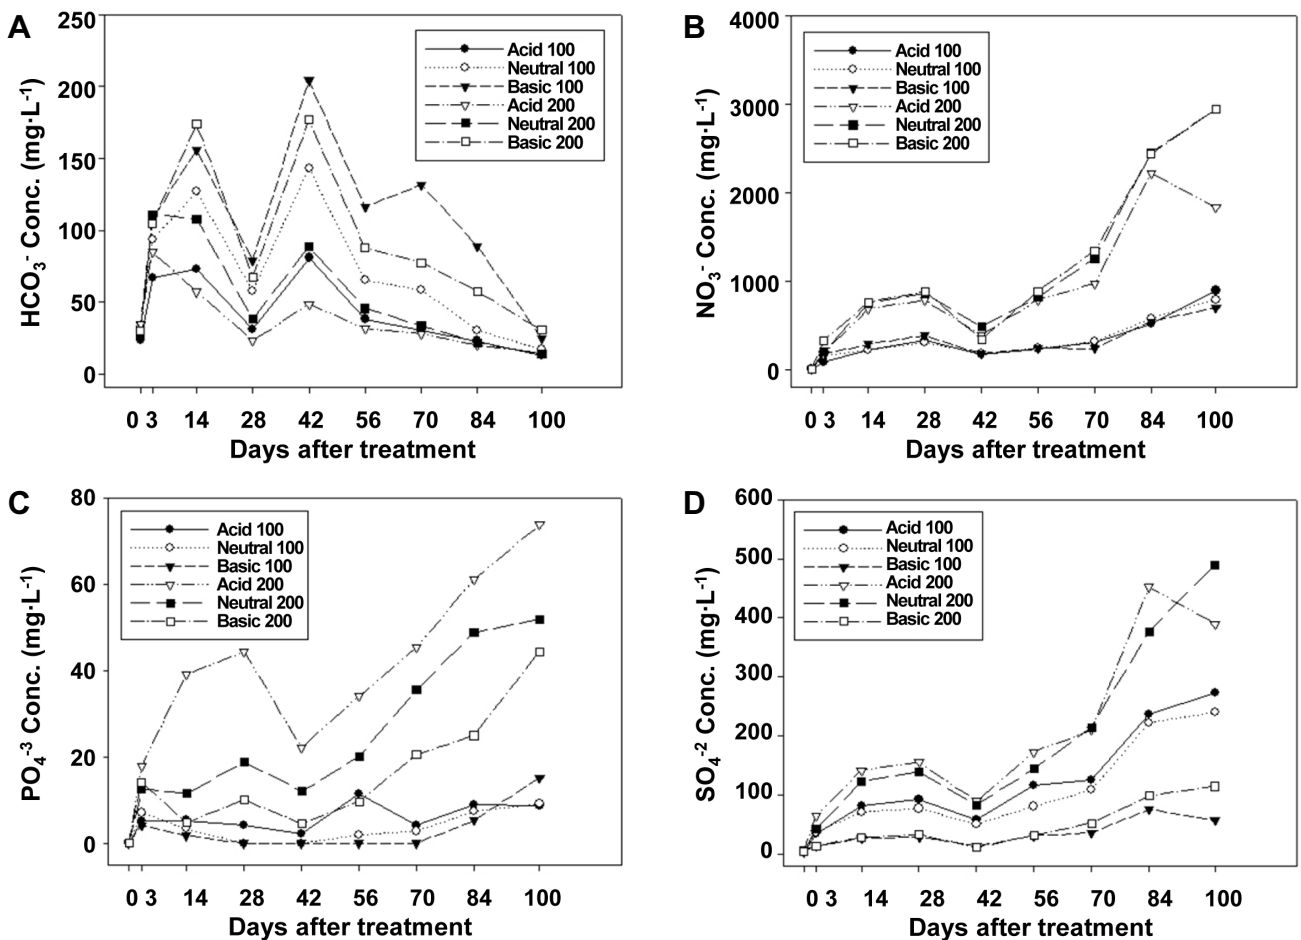 A
HCO₃⁻ Conc. (mg·L⁻¹)
250
200
150
100
50
0
Acid 100
Neutral 100
Basic 100
Acid 200
Neutral 200
Basic 200
0 3 14 28 42 56 70 84 100
Days after treatment
B
NO₃⁻ Conc. (mg·L⁻¹)
4000
3000
2000
1000
0
Acid 100
Neutral 100
Basic 100
Acid 200
Neutral 200
Basic 200
0 3 14 28 42 56 70 84 100
Days after treatment
C
PO₄⁻³ Conc. (mg·L⁻¹)
80
60
40
20
0
Acid 100
Neutral 100
Basic 100
Acid 200
Neutral 200
Basic 200
0 3 14 28 42 56 70 84 100
Days after treatment
D
SO₄⁻² Conc. (mg·L⁻¹)
600
500
400
300
200
100
0
Acid 100
Neutral 100
Basic 100
Acid 200
Neutral 200
Basic 200
0 3 14 28 42 56 70 84 100
Days after treatment